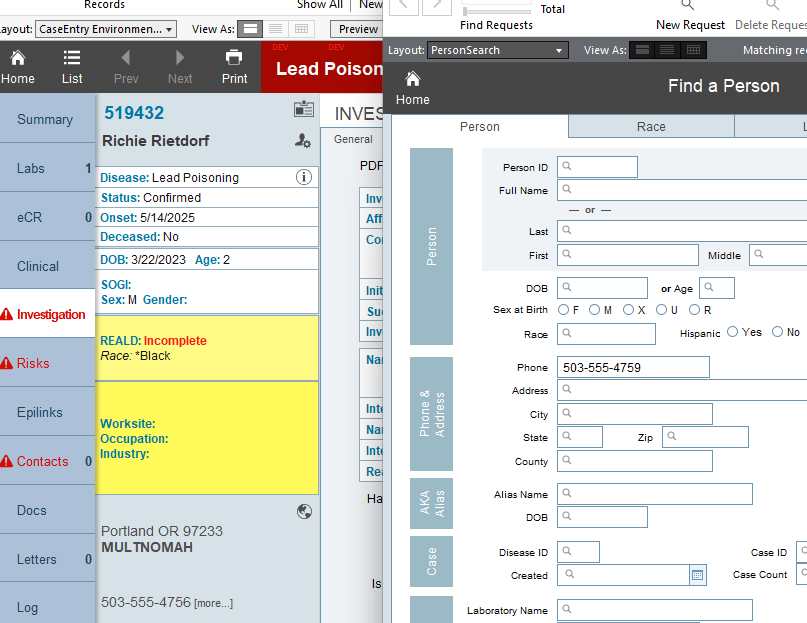 Records
Show All
New
Layout: CaseEntry Environmen...
View As:
Preview
Home
List
Prev
Next
Print
DEV
DEV
Lead Poison
Summary
Labs 1
eCR 0
Clinical
Investigation
Risks
Epilinks
Contacts 0
Docs
Letters 0
Log
519432
Richie Rietdorf
Disease: Lead Poisoning
Status: Confirmed
Onset: 5/14/2025
Deceased: No
DOB: 3/22/2023 Age: 2
SOGI:
Sex: M Gender:
REALD: Incomplete
Race: *Black
Worksite:
Occupation:
Industry:
Portland OR 97233
MULTNOMAH
503-555-4756 [more...]
INVES
General
PDF
Inv
Aff
Co
Init
Su
Inv
Na
Inte
Na
Inte
Re
Ha
Is
Total
Find Requests
New Request
Delete Reques
Layout: PersonSearch
View As:
Matching rec
Home
Find a Person
Person
Race
L
Person
Person ID
Full Name
— or —
Last
First
Middle
DOB
or Age
Sex at Birth F M X U R
Race
Hispanic Yes No
Phone & Address
Phone 503-555-4759
Address
City
State
Zip
County
AKA Alias
Alias Name
DOB
Case
Disease ID
Case ID
Created
Case Count
Laboratory Name